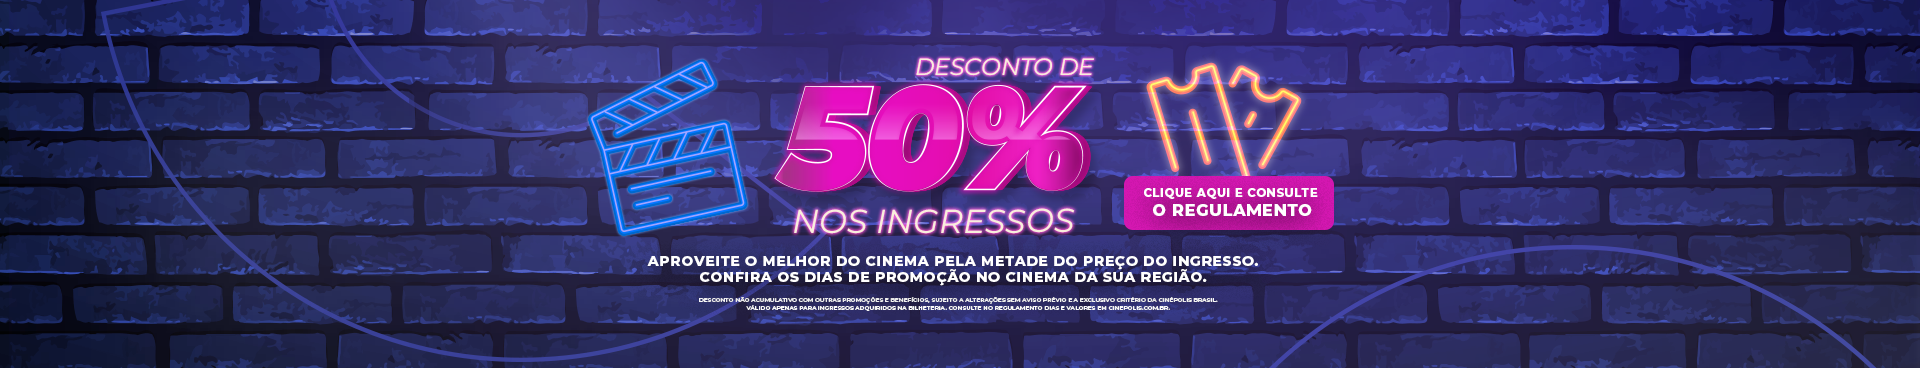 DESCONTO DE
50%
NOS INGRESSOS
CLIQUE AQUI E CONSULTE
O REGULAMENTO
APROVEITE O MELHOR DO CINEMA PELA METADE DO PREÇO DO INGRESSO.
CONFIRA OS DIAS DE PROMOÇÃO NO CINEMA DA SUA REGIÃO.
DESCONTO NÃO ACUMULATIVO COM OUTRAS PROMOÇÕES E BENEFÍCIOS, SUJEITO A ALTERAÇÕES SEM AVISO PRÉVIO E A EXCLUSIVO CRITÉRIO DA CINÉPOLIS BRASIL.
VÁLIDO APENAS PARA INGRESSOS ADQUIRIDOS NA BILHETERIA. CONSULTE NO REGULAMENTO DIAS E VALORES EM CINEPOLIS.COM.BR.